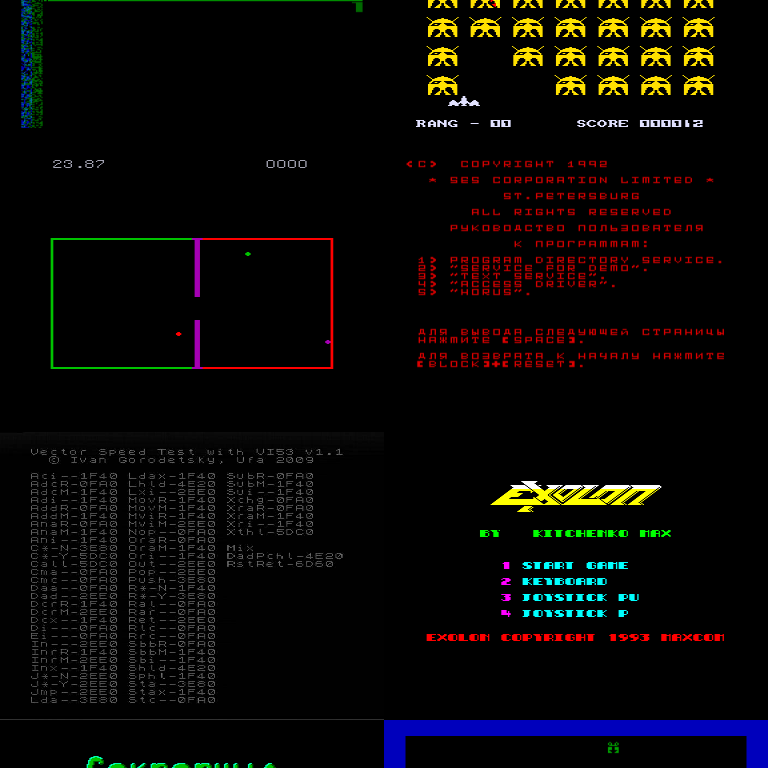 RANG - 00 SCORE 000012
23.87 0000
<C> COPYRIGHT 1992
* CORPORATION LIMITED *
ST.PETERSBURG
ALL RIGHTS RESERVED
РУКОВОДСТВО ПОЛЬЗОВАТЕЛЯ
К ПРОГРАММАМ:
1> PROGRAM DIRECTORY SERVICE.
2> "SERVICE POR DEMO".
3> "TEXT SERVICE".
4> "ACCESS DRIVER".
5> "HORUS".
ДЛЯ ВЫВОДА СЛЕДУЮЩЕЙ СТРАНИЦЫ
НАЖМИТЕ [SPACE].
ДЛЯ ВОЗВРАТА К НАЧАЛУ НАЖМИТЕ
[BLOCK]+[RESET].
Vector Speed Test with VI53 v1.1
© Ivan Gorodetsky, Ufa 2009
Aci--1F40 Ldax-1F40 SubR-0FA0
AdcR-0FA0 Lhld-4E20 SubM-1F40
AdcM-1F40 Lxi--2EE0 Sui--1F40
Adi--1F40 MovR-1F40 Xchg-0FA0
AddR-0FA0 MovM-1F40 XraR-0FA0
AddM-1F40 MviR-1F40 XraM-1F40
AnaR-0FA0 MviM-2EE0 Xri--1F40
AnaM-1F40 Nop--0FA0 Xthl-5DC0
Ani--1F40 OraR-0FA0
C*-N-3E80 OraM-1F40 Mix
C*-Y-5DC0 Ori--1F40 DadPchl-4E20
Call-5DC0 Out--2EE0 RstRet-6D60
Cma--0FA0 Pop--2EE0
Cmc--0FA0 Push-3E80
Daa--0FA0 R*-N-3E80
Dad--2EE0 R*-Y-3E80
DcrR-1F40 Ral--0FA0
DcrM-2EE0 Rar--0FA0
Dcx--1F40 Ret--2EE0
Di---0FA0 Rlc--0FA0
Ei---0FA0 Rrc--0FA0
In---2EE0 SbbR-0FA0
InrR-1F40 SbbM-1F40
InrM-2EE0 Sbi--1F40
Inx--1F40 Shld-4E20
J*-N-2EE0 Sphl-1F40
J*-Y-2EE0 Sta--3E80
Jmp--2EE0 Stax-1F40
Lda--3E80 Stc--0FA0
EXOLON
BY KITCHENKO MAX
1 START GAME
2 KEYBOARD
3 JOYSTICK PU
4 JOYSTICK P
EXOLON COPYRIGHT 1993 MAXCOM